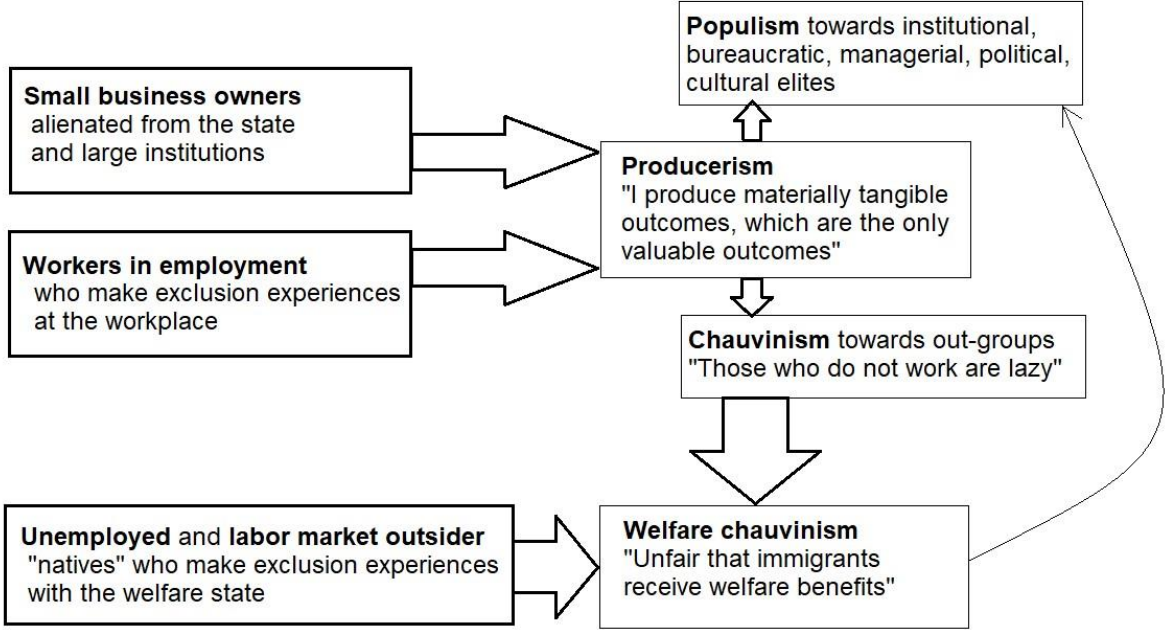 Populism towards institutional,
bureaucratic, managerial, political,
cultural elites
Small business owners
alienated from the state
and large institutions
Producerism
"I produce materially tangible
outcomes, which are the only
valuable outcomes"
Workers in employment
who make exclusion experiences
at the workplace
Chauvinism towards out-groups
"Those who do not work are lazy"
Unemployed and labor market outsider
"natives" who make exclusion experiences
with the welfare state
Welfare chauvinism
"Unfair that immigrants
receive welfare benefits"